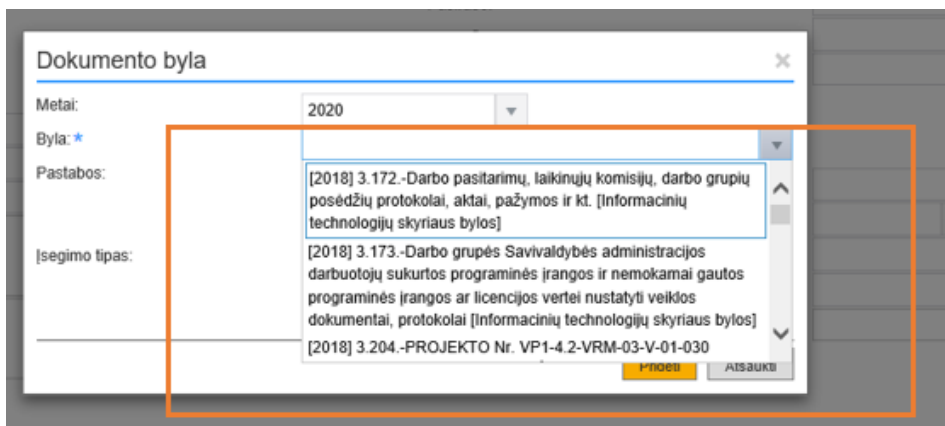 Dokumento byla
Metai:
2020
Byla: *
Pastabos:
[2018] 3.172.-Darbo pasitarimų, laikinųjų komisijų, darbo grupių
posėdžių protokolai, aktai, pažymos ir kt. [Informacinių
technologijų skyriaus bylos]
Įsegimo tipas:
[2018] 3.173.-Darbo grupės Savivaldybės administracijos
darbuotojų sukurtos programinės įrangos ir nemokamai gautos
programinės įrangos ar licencijos vertei nustatyti veiklos
dokumentai, protokolai [Informacinių technologijų skyriaus bylos]
[2018] 3.204.-PROJEKTO Nr. VP1-4.2-VRM-03-V-01-030
Pridėti
Atšaukti